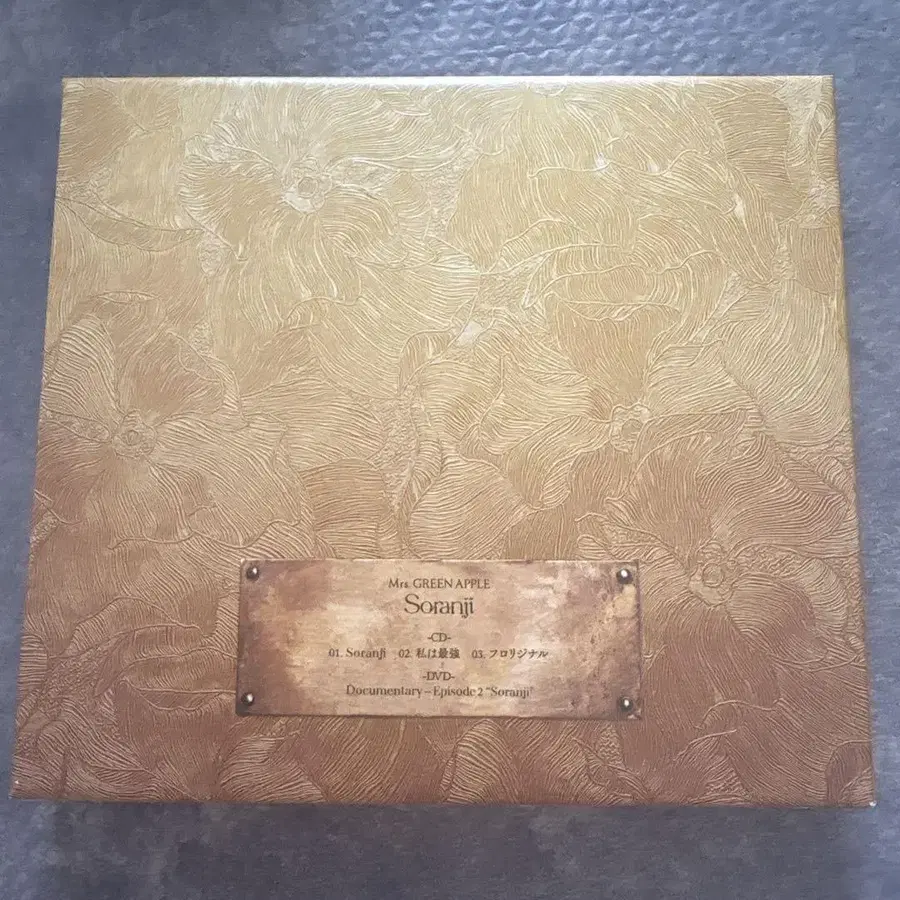 Mrs. GREEN APPLE
Soranji
-CD-
01. Soranji 02. 私は最強 03. フロリジナル
-DVD-
Documentary – Episode 2 "Soranji"